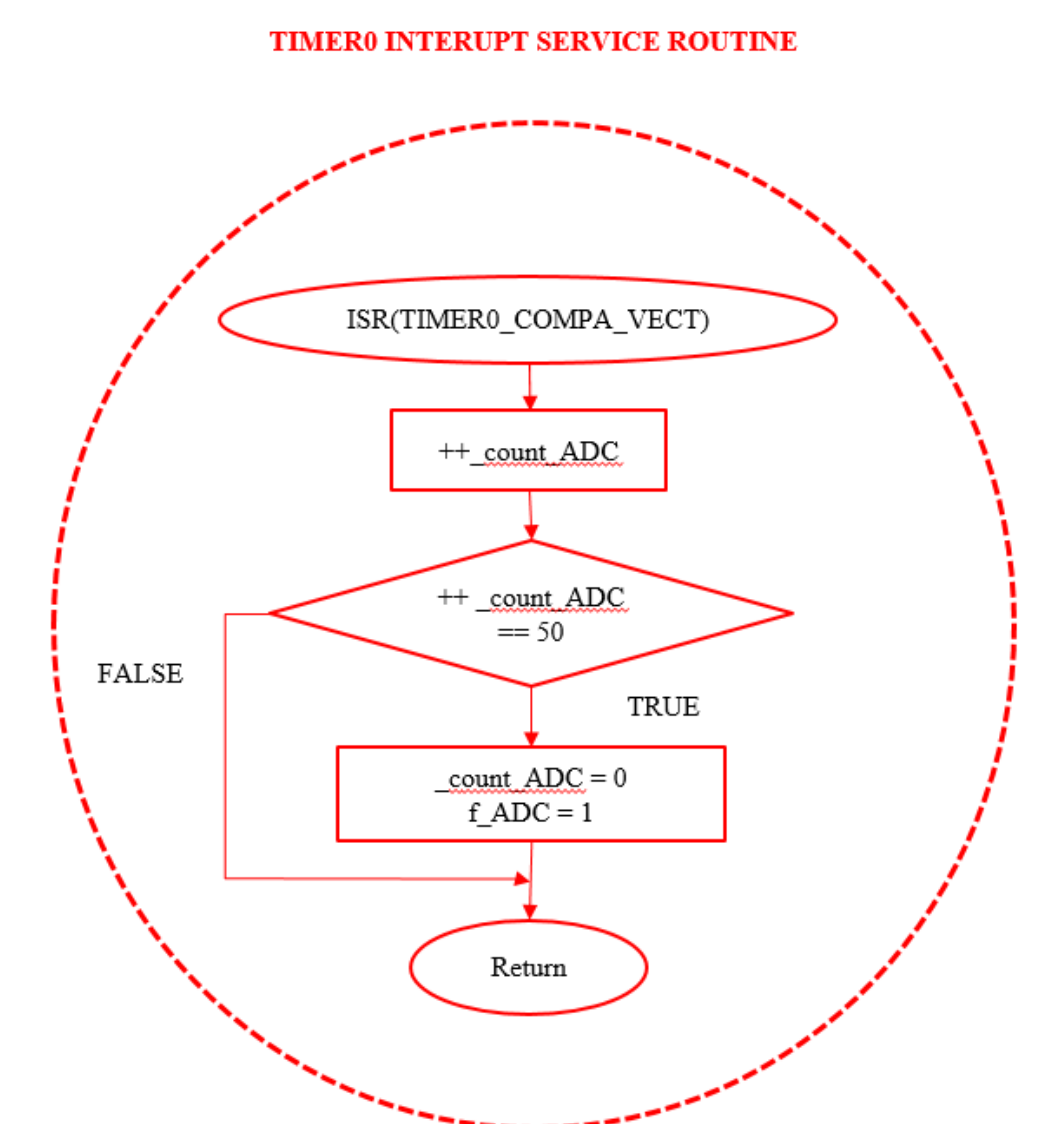 TIMER0 INTERUPT SERVICE ROUTINE
ISR(TIMER0_COMPA_VECT)
++_count_ADC
++ _count_ADC
== 50
FALSE
TRUE
_count_ADC = 0
f_ADC = 1
Return